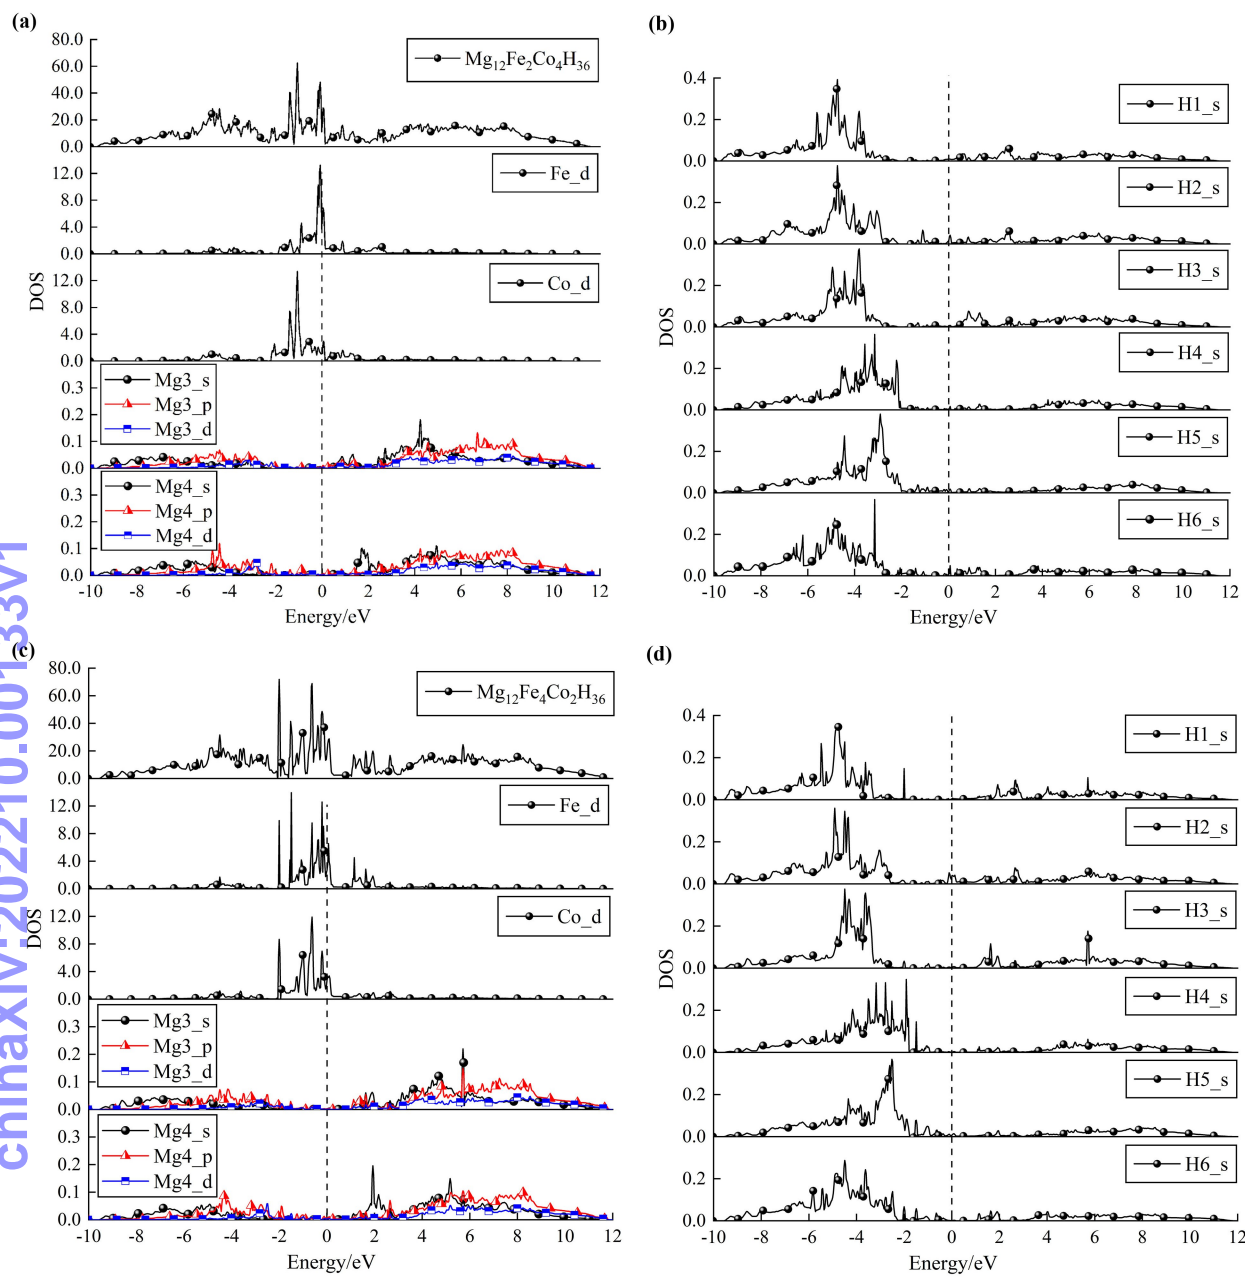 (a)
80.0
60.0
40.0
20.0
0.0
Mg12Fe2Co4H36
12.0
8.0
4.0
0.0
Fe_d
12.0
8.0
4.0
0.0
Co_d
DOS
0.3
0.2
0.1
0.0
Mg3_s
Mg3_p
Mg3_d
0.3
0.2
0.1
0.0
Mg4_s
Mg4_p
Mg4_d
-10 -8 -6 -4 -2 0 2 4 6 8 10 12
Energy/eV
(b)
0.4
0.2
0.0
H1_s
0.2
0.0
H2_s
0.2
0.0
H3_s
DOS
0.2
0.0
H4_s
0.2
0.0
H5_s
0.2
0.0
H6_s
-10 -8 -6 -4 -2 0 2 4 6 8 10 12
Energy/eV
(c)
80.0
60.0
40.0
20.0
0.0
Mg12Fe4Co2H36
12.0
8.0
4.0
0.0
Fe_d
12.0
8.0
4.0
0.0
Co_d
DOS
0.3
0.2
0.1
0.0
Mg3_s
Mg3_p
Mg3_d
0.3
0.2
0.1
0.0
Mg4_s
Mg4_p
Mg4_d
-10 -8 -6 -4 -2 0 2 4 6 8 10 12
Energy/eV
(d)
0.4
0.2
0.0
H1_s
0.2
0.0
H2_s
0.2
0.0
H3_s
DOS
0.2
0.0
H4_s
0.2
0.0
H5_s
0.2
0.0
H6_s
-10 -8 -6 -4 -2 0 2 4 6 8 10 12
Energy/eV
chinaXiv:202210.00133v1